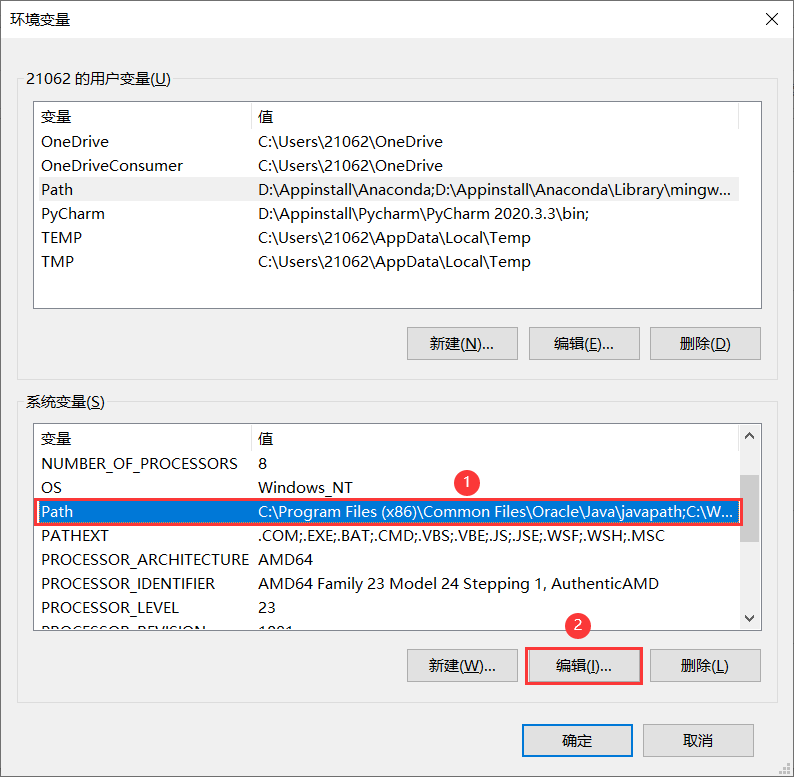 环境变量
21062 的用户变量(U)
变量 值
OneDrive C:\Users\21062\OneDrive
OneDriveConsumer C:\Users\21062\OneDrive
Path D:\Appinstall\Anaconda;D:\Appinstall\Anaconda\Library\mingw...
PyCharm D:\Appinstall\Pycharm\PyCharm 2020.3.3\bin;
TEMP C:\Users\21062\AppData\Local\Temp
TMP C:\Users\21062\AppData\Local\Temp
新建(N)... 编辑(E)... 删除(D)
系统变量(S)
变量 值
NUMBER_OF_PROCESSORS 8
OS Windows_NT
1
Path C:\Program Files (x86)\Common Files\Oracle\Java\javapath;C:\W...
PATHEXT .COM;.EXE;.BAT;.CMD;.VBS;.VBE;.JS;.JSE;.WSF;.WSH;.MSC
PROCESSOR_ARCHITECTURE AMD64
PROCESSOR_IDENTIFIER AMD64 Family 23 Model 24 Stepping 1, AuthenticAMD
PROCESSOR_LEVEL 23
PROCESSOR_REVISION 1801
2
新建(W)... 编辑(I)... 删除(L)
确定 取消